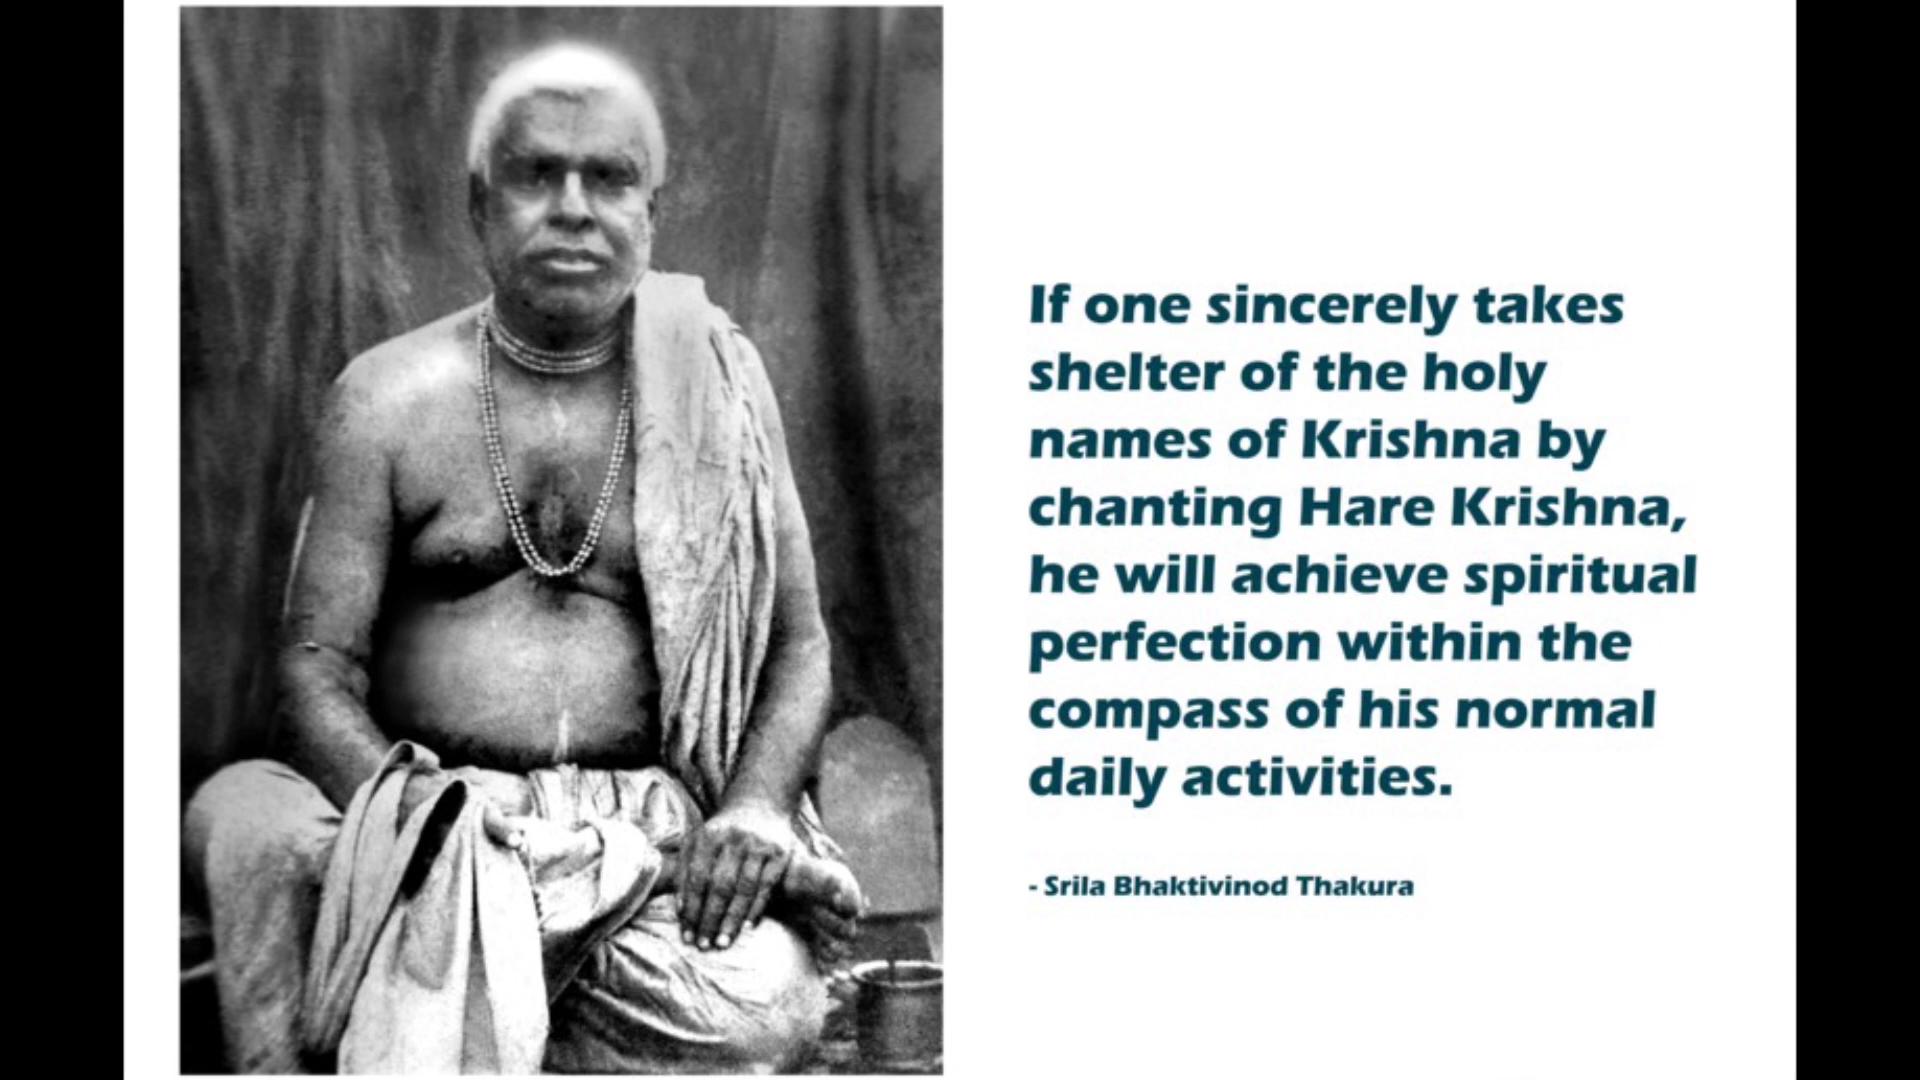 If one sincerely takes
shelter of the holy
names of Krishna by
chanting Hare Krishna,
he will achieve spiritual
perfection within the
compass of his normal
daily activities.
- Srila Bhaktivinod Thakura